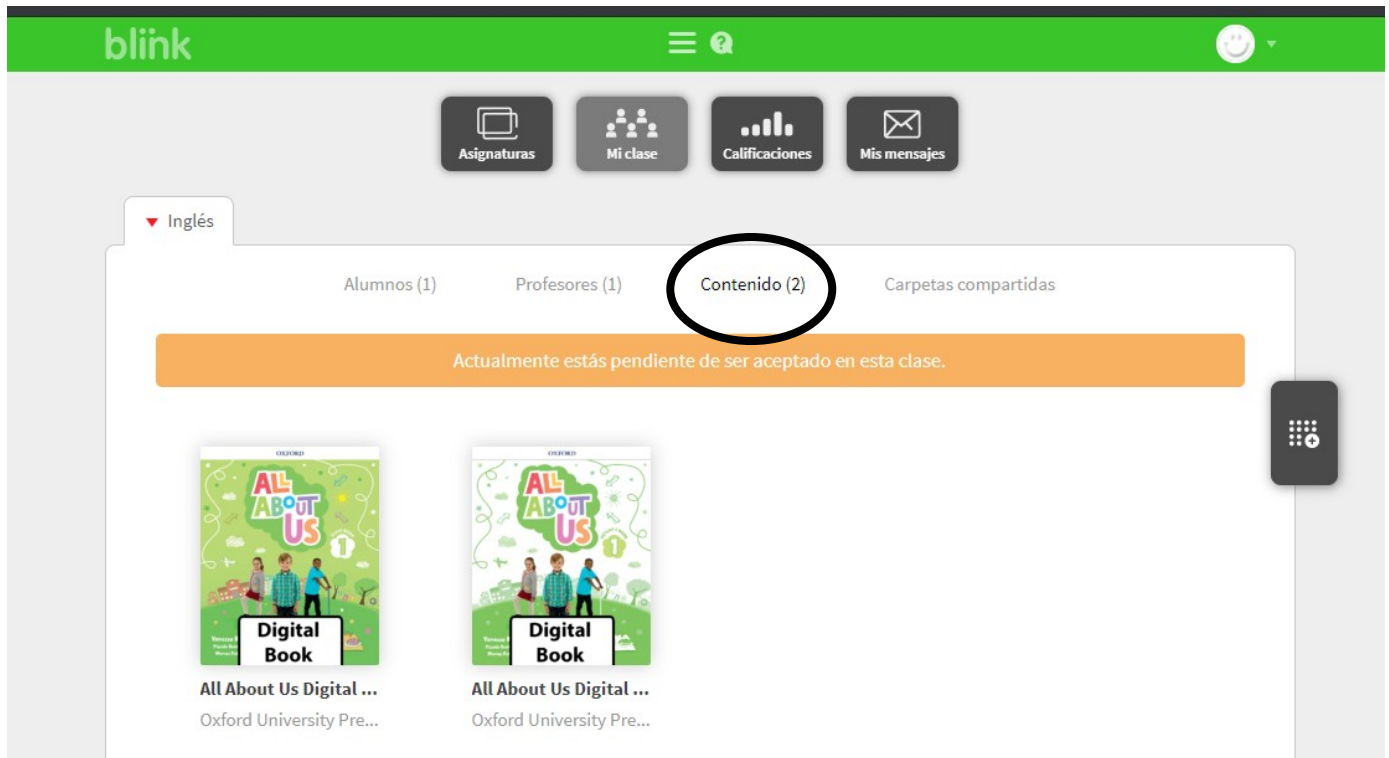 blink
Asignaturas
Mi clase
Calificaciones
Mis mensajes
Inglés
Alumnos (1)
Profesores (1)
Contenido (2)
Carpetas compartidas
Actualmente estás pendiente de ser aceptado en esta clase.
OXFORD
ALL
ABOUT
US
1
Digital
Book
OXFORD
ALL
ABOUT
US
1
Digital
Book
All About Us Digital ...
Oxford University Pre...
All About Us Digital ...
Oxford University Pre...